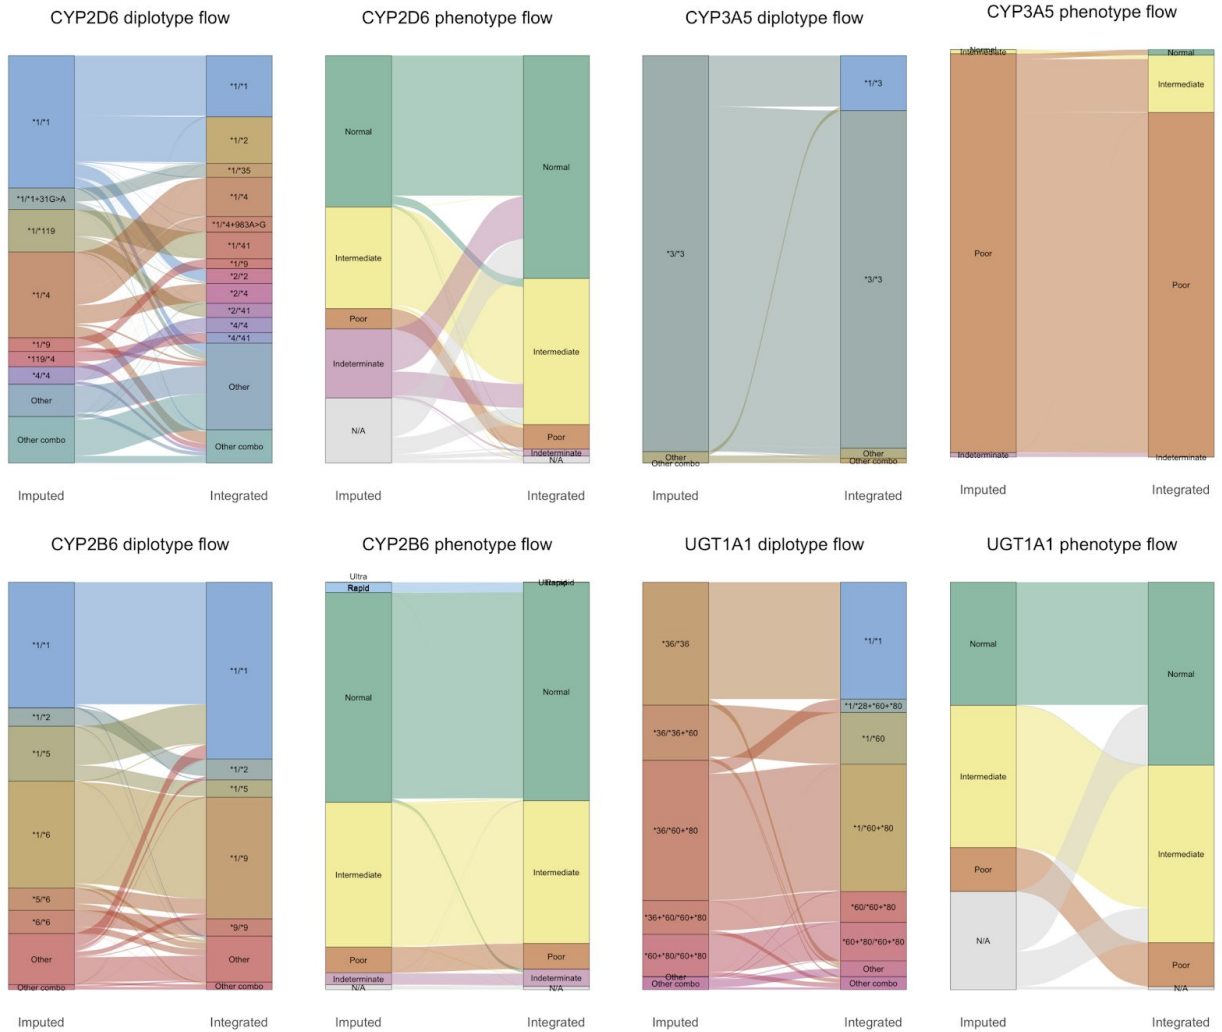 CYP2D6 diplotype flow
*1/*1
*1/*1+31G>A
*1/*119
*1/*4
*1/*9
*119/*4
*4/*4
Other
Other combo
*1/*1
*1/*2
*1/*35
*1/*4
*1/*4+983A>G
*1/*41
*1/*9
*2/*2
*2/*4
*2/*41
*4/*4
*4/*41
Other
Other combo
Imputed
Integrated
CYP2D6 phenotype flow
Normal
Intermediate
Poor
Indeterminate
N/A
Normal
Intermediate
Poor
Indeterminate
N/A
Imputed
Integrated
CYP3A5 diplotype flow
*3/*3
Other
Other combo
*1/*3
*3/*3
Other
Other combo
Imputed
Integrated
CYP3A5 phenotype flow
Normal
Intermediate
Poor
Indeterminate
Normal
Intermediate
Poor
Indeterminate
Imputed
Integrated
CYP2B6 diplotype flow
*1/*1
*1/*2
*1/*5
*1/*6
*5/*6
*6/*6
Other
Other combo
*1/*1
*1/*2
*1/*5
*1/*9
*9/*9
Other
Other combo
Imputed
Integrated
CYP2B6 phenotype flow
Ultra
Rapid
Normal
Intermediate
Poor
Indeterminate
N/A
Normal
Intermediate
Poor
Indeterminate
N/A
Imputed
Integrated
UGT1A1 diplotype flow
*36/*36
*36/*36+*60
*36/*60+*80
*36+*60/*60+*80
*60+*80/*60+*80
Other
Other combo
*1/*1
*1/*28+*60+*80
*1/*60
*1/*60+*80
*60/*60+*80
*60+*80/*60+*80
Other
Other combo
Imputed
Integrated
UGT1A1 phenotype flow
Normal
Intermediate
Poor
N/A
Normal
Intermediate
Poor
N/A
Imputed
Integrated